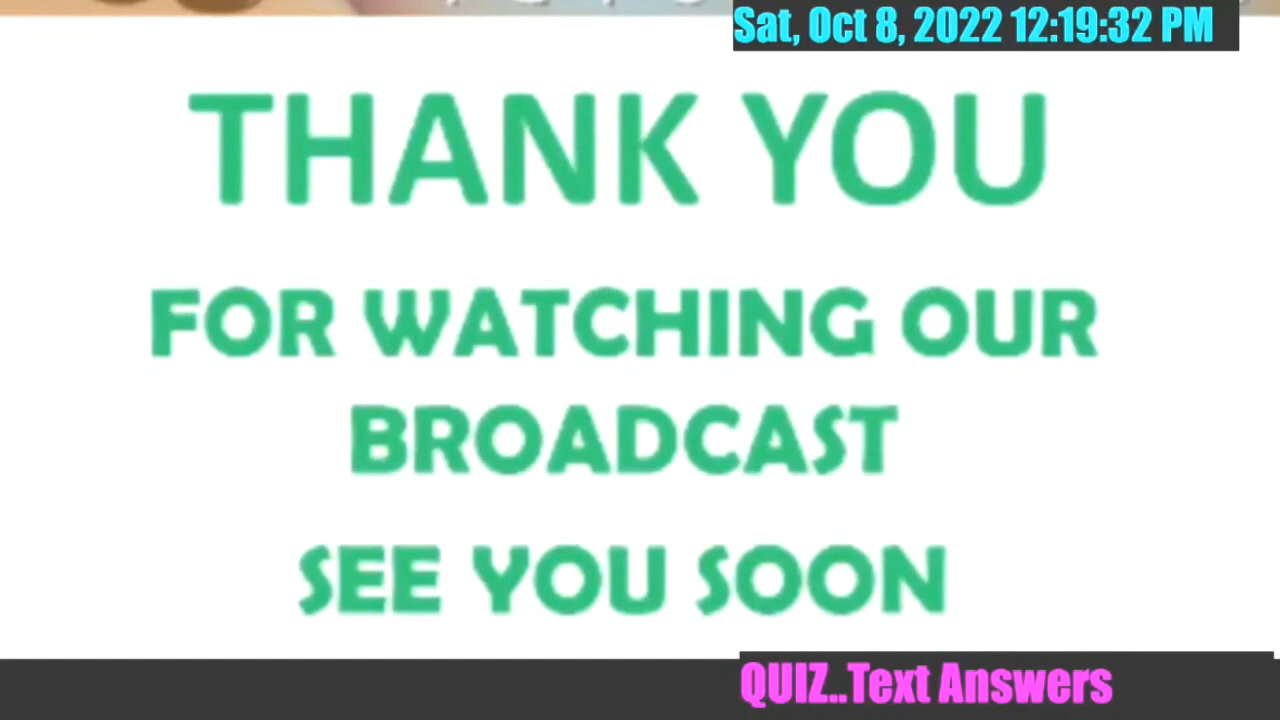 Sat, Oct 8, 2022 12:19:32 PM
THANK YOU
FOR WATCHING OUR
BROADCAST
SEE YOU SOON
QUIZ..Text Answers